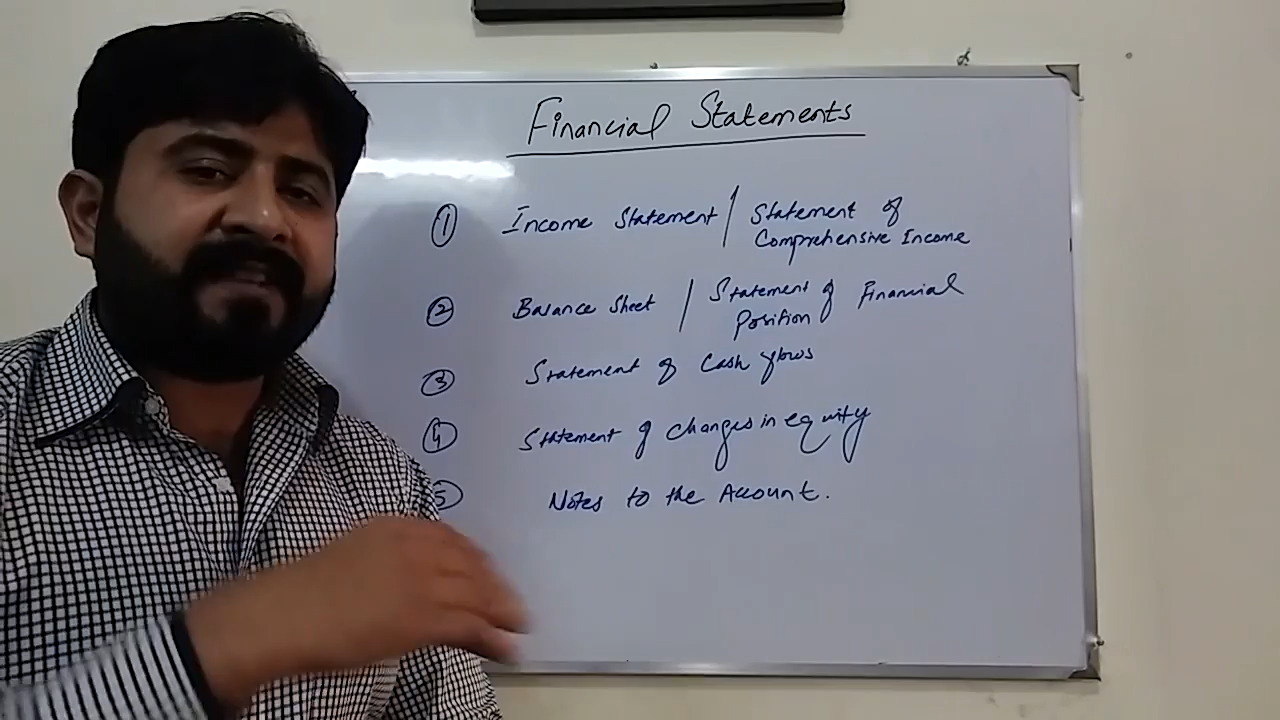 Financial Statements
① Income Statement / Statement of
Comprehensive Income
② Balance Sheet / Statement of Financial
Position
③ Statement of Cash flows
④ Statement of changes in equity
⑤ Notes to the Account.